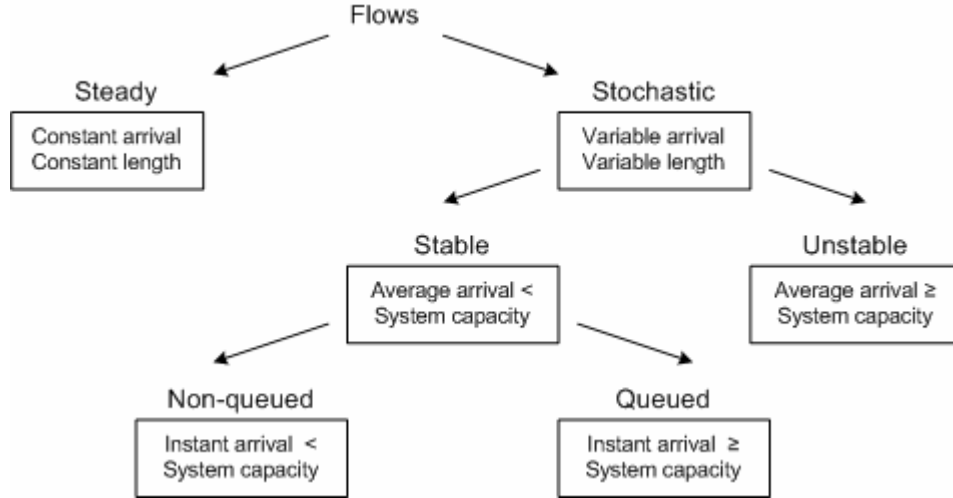 Flows
Steady
Stochastic
Constant arrival
Constant length
Variable arrival
Variable length
Stable
Unstable
Average arrival <
System capacity
Average arrival ≥
System capacity
Non-queued
Queued
Instant arrival <
System capacity
Instant arrival ≥
System capacity